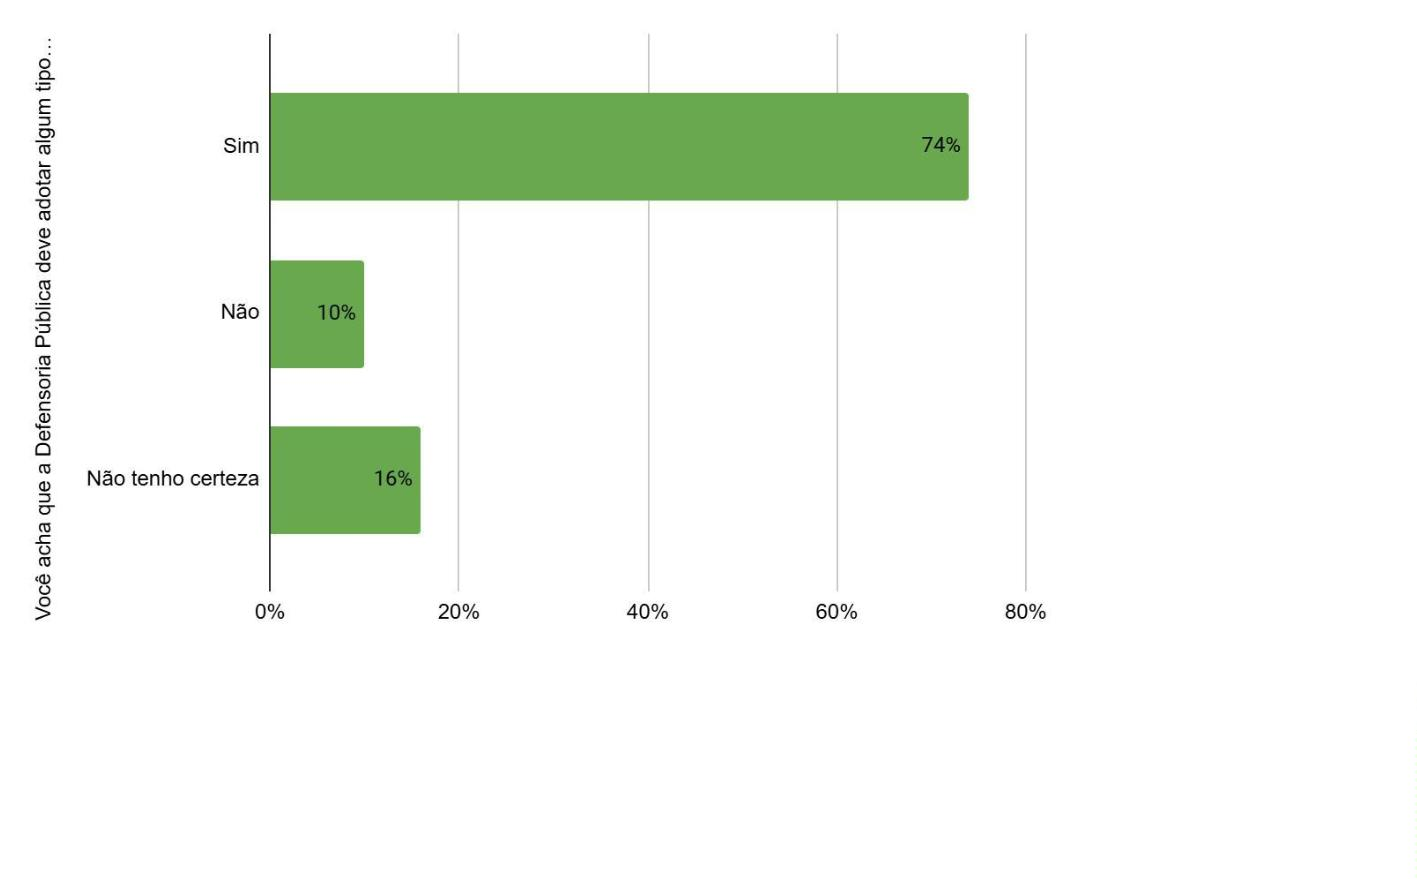 Você acha que a Defensoria Pública deve adotar algum tipo…
Sim
74%
Não
10%
Não tenho certeza
16%
0%
20%
40%
60%
80%